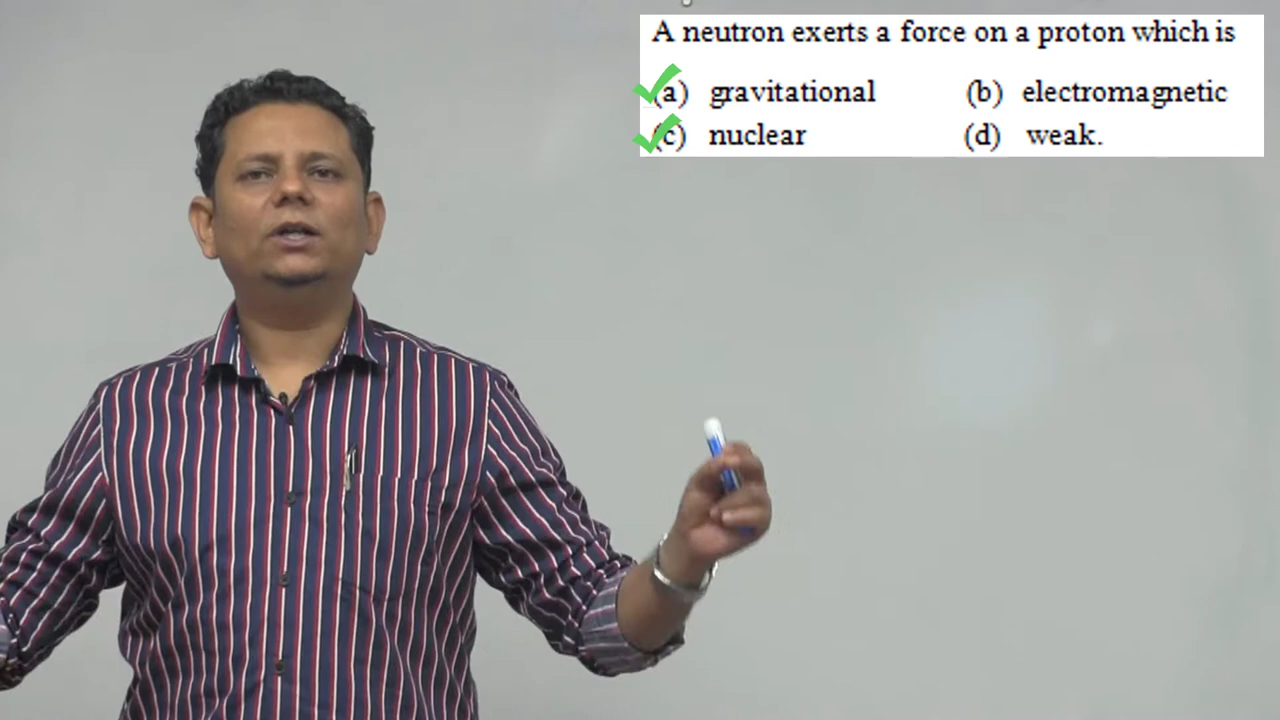 A neutron exerts a force on a proton which is
(a) gravitational (b) electromagnetic
(c) nuclear (d) weak.